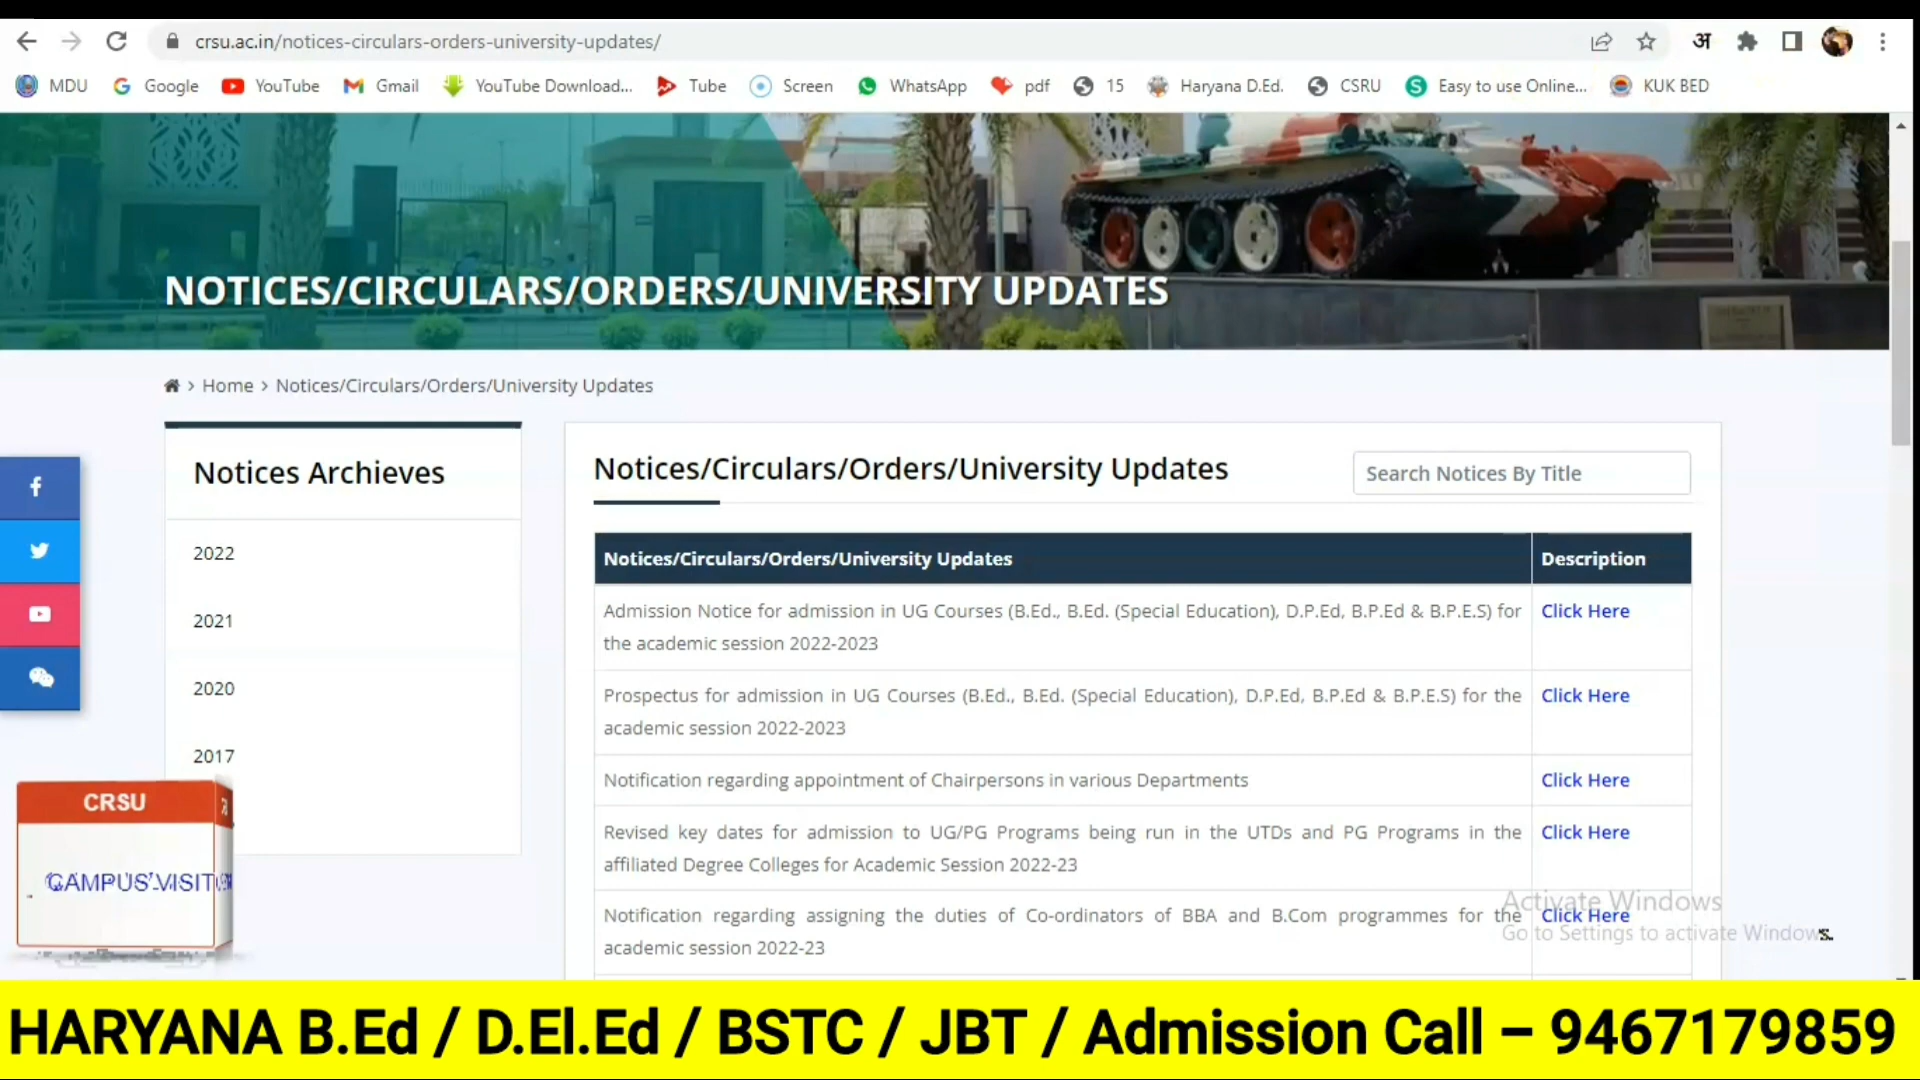 crsu.ac.in/notices-circulars-orders-university-updates/
अ
MDU Google YouTube Gmail YouTube Download... Tube Screen WhatsApp pdf 15 Haryana D.Ed. CSRU Easy to use Online... KUK BED
NOTICES/CIRCULARS/ORDERS/UNIVERSITY UPDATES
> Home > Notices/Circulars/Orders/University Updates
Notices Archieves
2022
2021
2020
2017
CRSU
Notices/Circulars/Orders/University Updates
Search Notices By Title
Notices/Circulars/Orders/University Updates Description
Admission Notice for admission in UG Courses (B.Ed., B.Ed. (Special Education), D.P.Ed, B.P.Ed & B.P.E.S) for Click Here
the academic session 2022-2023
Prospectus for admission in UG Courses (B.Ed., B.Ed. (Special Education), D.P.Ed, B.P.Ed & B.P.E.S) for the Click Here
academic session 2022-2023
Notification regarding appointment of Chairpersons in various Departments Click Here
Revised key dates for admission to UG/PG Programs being run in the UTDs and PG Programs in the Click Here
affiliated Degree Colleges for Academic Session 2022-23
Notification regarding assigning the duties of Co-ordinators of BBA and B.Com programmes for the Click Here
academic session 2022-23
Activate Windows
Go to Settings to activate Windows.
HARYANA B.Ed / D.El.Ed / BSTC / JBT / Admission Call – 9467179859